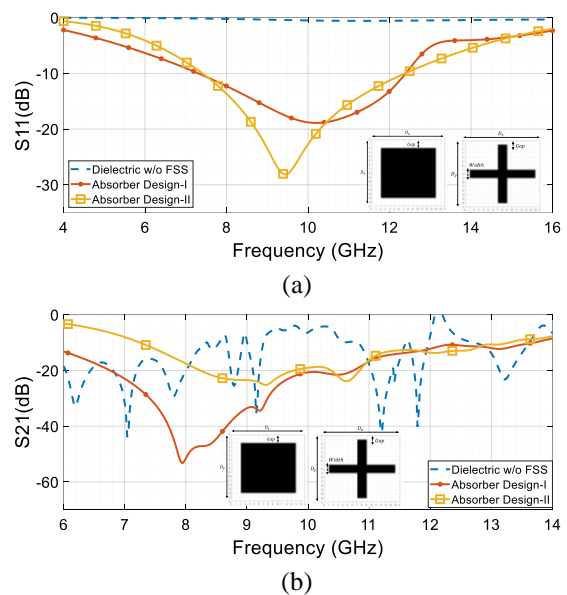 0
-10
-20
-30
S11(dB)
Dielectric w/o FSS
Absorber Design-I
Absorber Design-II
Gap
Gap
Width
4 6 8 10 12 14 16
Frequency (GHz)
(a)
20
0
-20
-40
-60
S21(dB)
Gap
Gap
Width
Dielectric w/o FSS
Absorber Design-I
Absorber Design-II
6 7 8 9 10 11 12 13 14
Frequency (GHz)
(b)